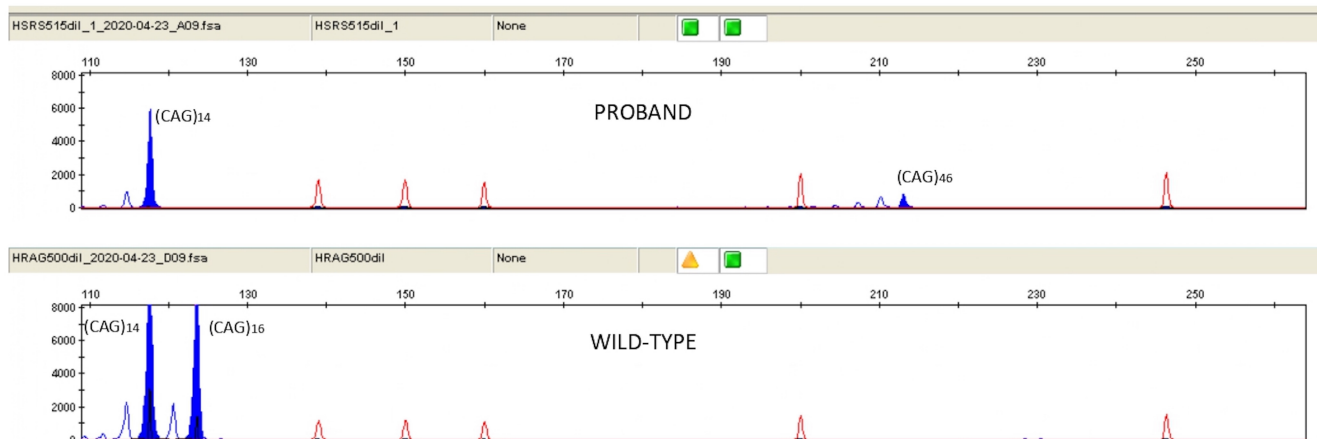 HSRS515dil_1_2020-04-23_A09.fsa HSRS515dil_1 None
110 130 150 170 190 210 230 250
8000
6000
4000
2000
0
(CAG)14
PROBAND
(CAG)46
HRAG500dil_2020-04-23_D09.fsa HRAG500dil None
110 130 150 170 190 210 230 250
8000
6000
4000
2000
0
(CAG)14 (CAG)16
WILD-TYPE